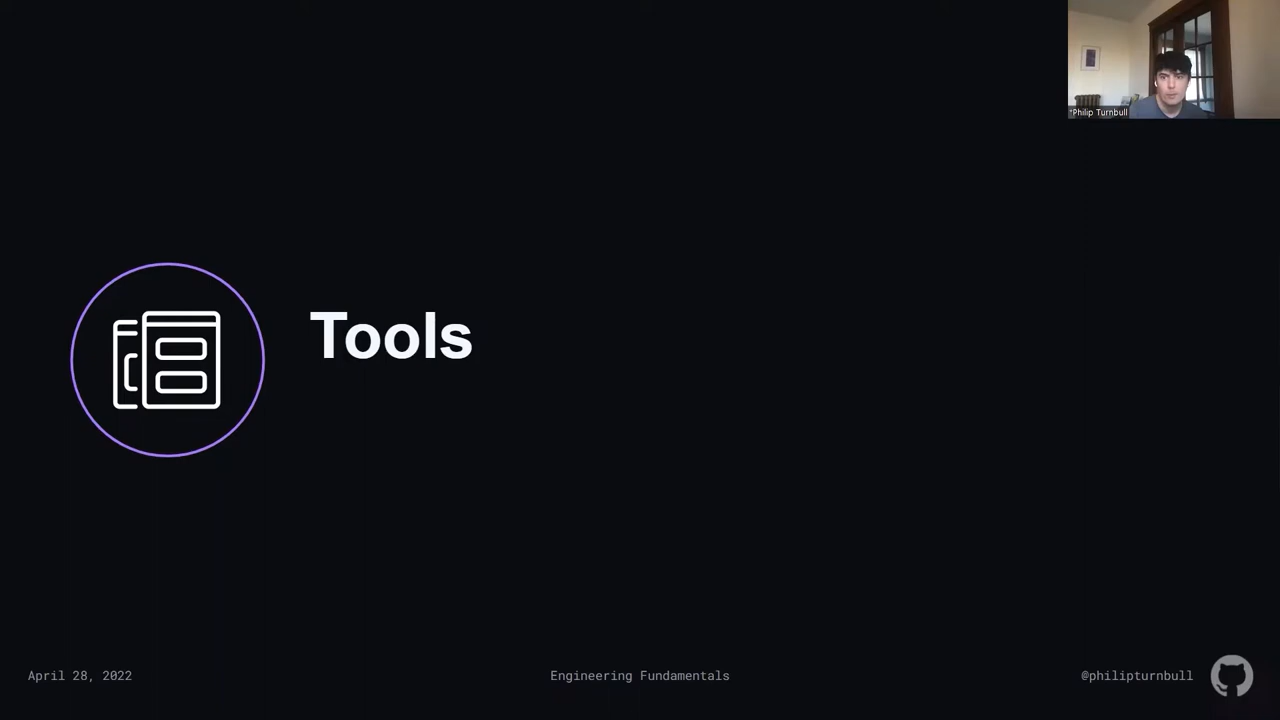 *Philip Turnbull
Tools
April 28, 2022
Engineering Fundamentals
@philipturnbull